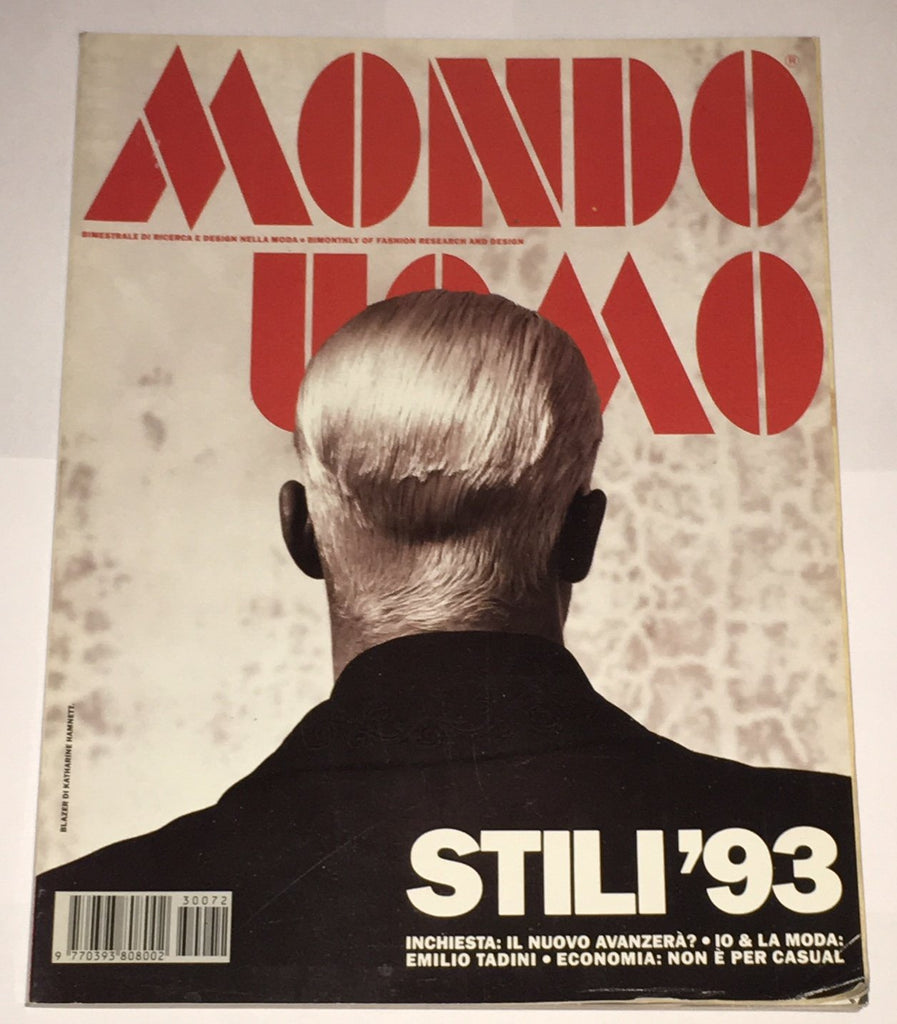 MONDO ®
BIMESTRALE DI RICERCA E DESIGN NELLA MODA • BIMONTHLY OF FASHION RESEARCH AND DESIGN
UOMO
BLAZER DI KATHARINE HAMNETT.
STILI '93
INCHIESTA: IL NUOVO AVANZERÀ? • IO & LA MODA:
EMILIO TADINI • ECONOMIA: NON È PER CASUAL
30072
9 770393 808002